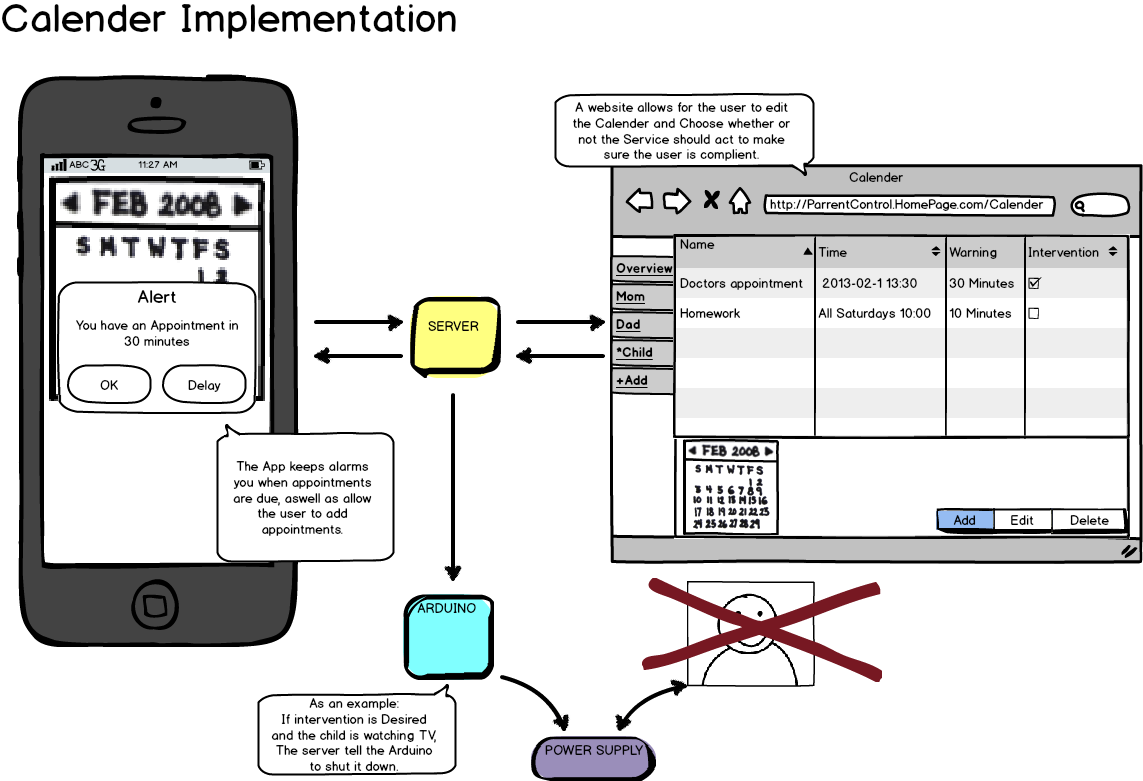 Calender Implementation
ABC 3G 11:27 AM
FEB 2008
S M T W T F S
1 2
Alert
You have an Appointment in
30 minutes
OK Delay
The App keeps alarms
you when appointments
are due, aswell as allow
the user to add
appointments.
SERVER
A website allows for the user to edit
the Calender and Choose whether or
not the Service should act to make
sure the user is complient.
Calender
http://ParrentControl.HomePage.com/Calender
Overview
Mom
Dad
*Child
+Add
Name Time Warning Intervention
Doctors appointment 2013-02-1 13:30 30 Minutes
Homework All Saturdays 10:00 10 Minutes
FEB 2008
S M T W T F S
1 2
3 4 5 6 7 8 9
10 11 12 13 14 15 16
17 18 19 20 21 22 23
24 25 26 27 28 29
Add Edit Delete
ARDUINO
As an example:
If intervention is Desired
and the child is watching TV,
The server tell the Arduino
to shut it down.
POWER SUPPLY